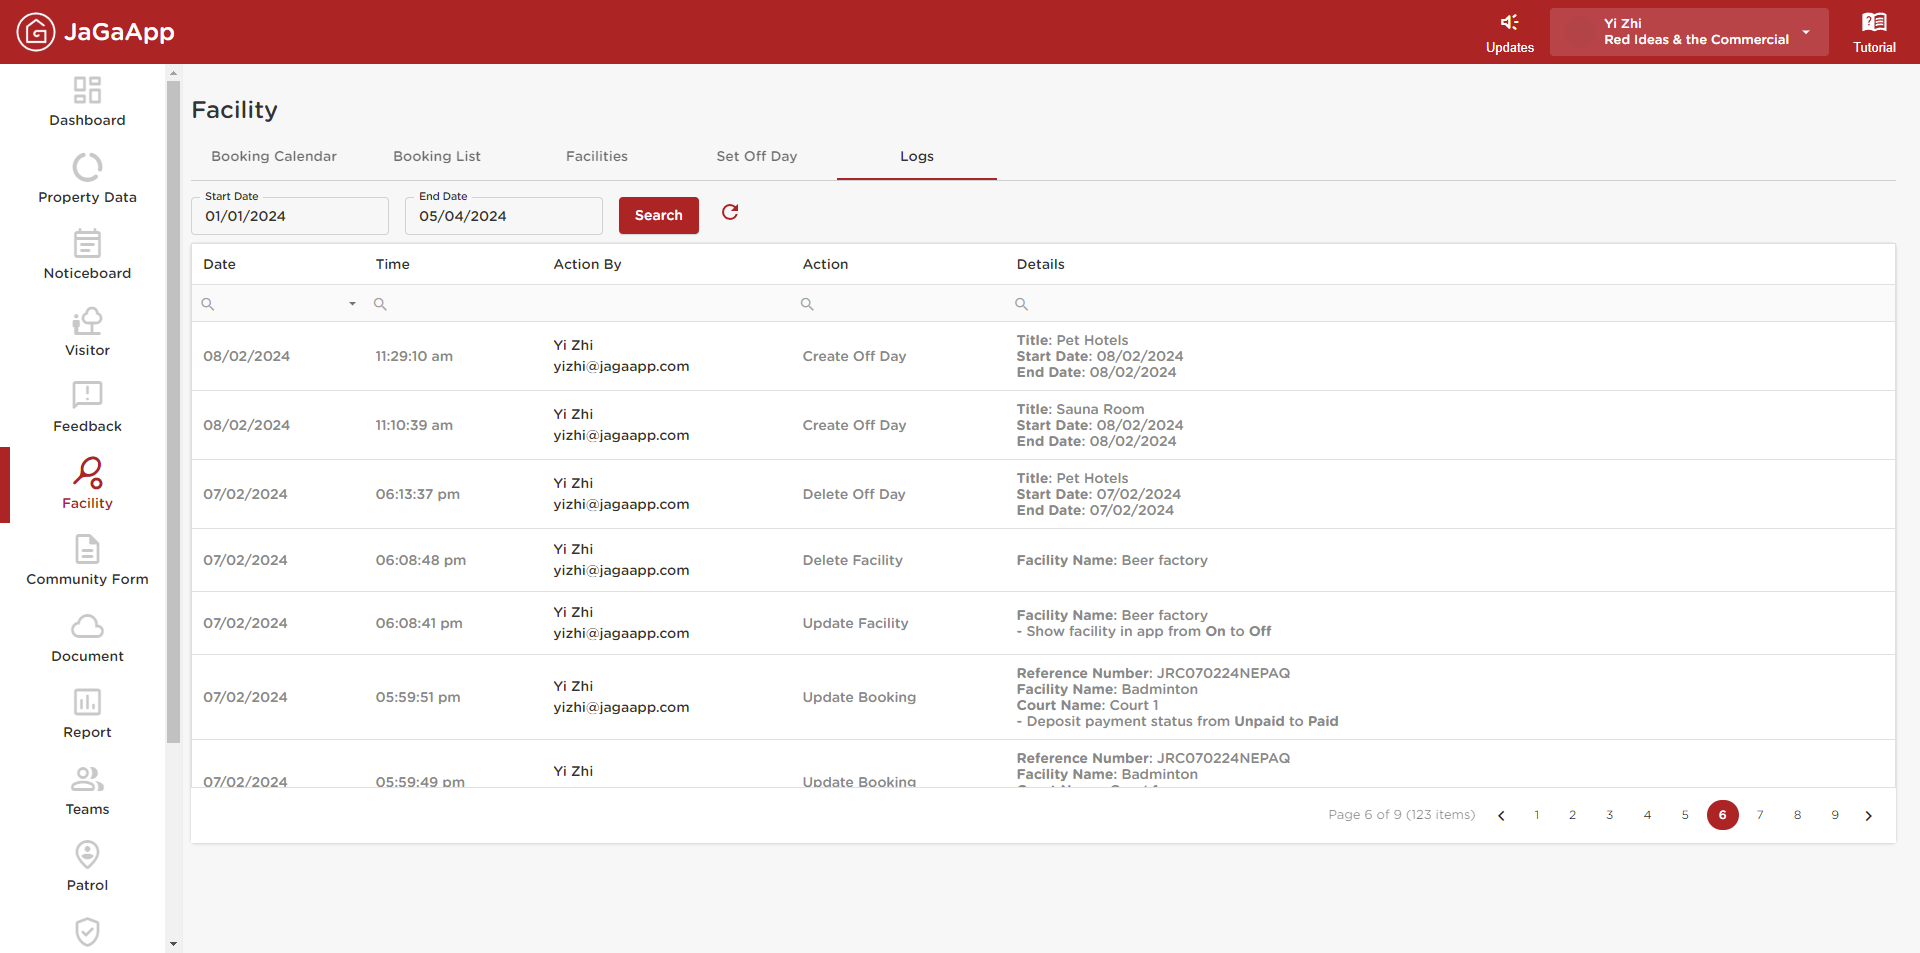 JaGaApp
Updates
Yi Zhi
Red Ideas & the Commercial
Tutorial
Dashboard
Property Data
Noticeboard
Visitor
Feedback
Facility
Community Form
Document
Report
Teams
Patrol
Facility
Booking Calendar Booking List Facilities Set Off Day Logs
Start Date
01/01/2024
End Date
05/04/2024
Search
Date Time Action By Action Details
08/02/2024 11:29:10 am
Yi Zhi
yizhi@jagaapp.com
Create Off Day
Title: Pet Hotels
Start Date: 08/02/2024
End Date: 08/02/2024
08/02/2024 11:10:39 am
Yi Zhi
yizhi@jagaapp.com
Create Off Day
Title: Sauna Room
Start Date: 08/02/2024
End Date: 08/02/2024
07/02/2024 06:13:37 pm
Yi Zhi
yizhi@jagaapp.com
Delete Off Day
Title: Pet Hotels
Start Date: 07/02/2024
End Date: 07/02/2024
07/02/2024 06:08:48 pm
Yi Zhi
yizhi@jagaapp.com
Delete Facility
Facility Name: Beer factory
07/02/2024 06:08:41 pm
Yi Zhi
yizhi@jagaapp.com
Update Facility
Facility Name: Beer factory
- Show facility in app from On to Off
07/02/2024 05:59:51 pm
Yi Zhi
yizhi@jagaapp.com
Update Booking
Reference Number: JRC070224NEPAQ
Facility Name: Badminton
Court Name: Court 1
- Deposit payment status from Unpaid to Paid
07/02/2024 05:59:49 pm
Yi Zhi
Update Booking
Reference Number: JRC070224NEPAQ
Facility Name: Badminton
Page 6 of 9 (123 items) 1 2 3 4 5 6 7 8 9